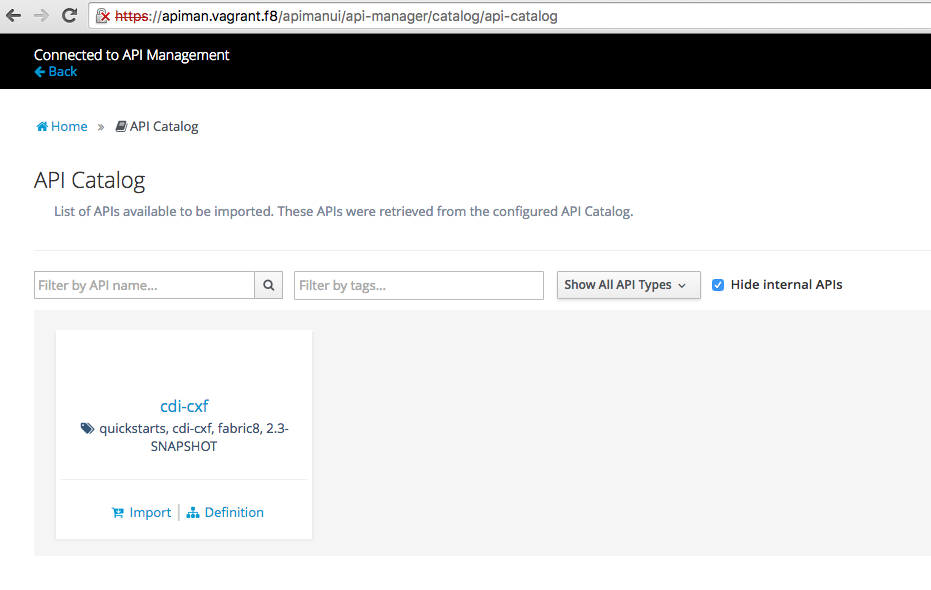 https://apiman.vagrant.f8/apimanui/api-manager/catalog/api-catalog
Connected to API Management
Back
Home » API Catalog
API Catalog
List of APIs available to be imported. These APIs were retrieved from the configured API Catalog.
Filter by API name... Filter by tags... Show All API Types Hide internal APIs
cdi-cxf
quickstarts, cdi-cxf, fabric8, 2.3-
SNAPSHOT
Import | Definition